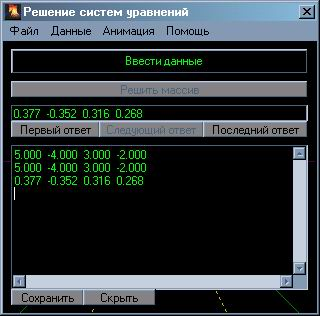 Решение систем уравнений
Файл Данные Анимация Помощь
Ввести данные
Решить массив
0.377 -0.352 0.316 0.268
Первый ответ Следующий ответ Последний ответ
5.000 -4.000 3.000 -2.000
5.000 -4.000 3.000 -2.000
0.377 -0.352 0.316 0.268
Сохранить Скрыть